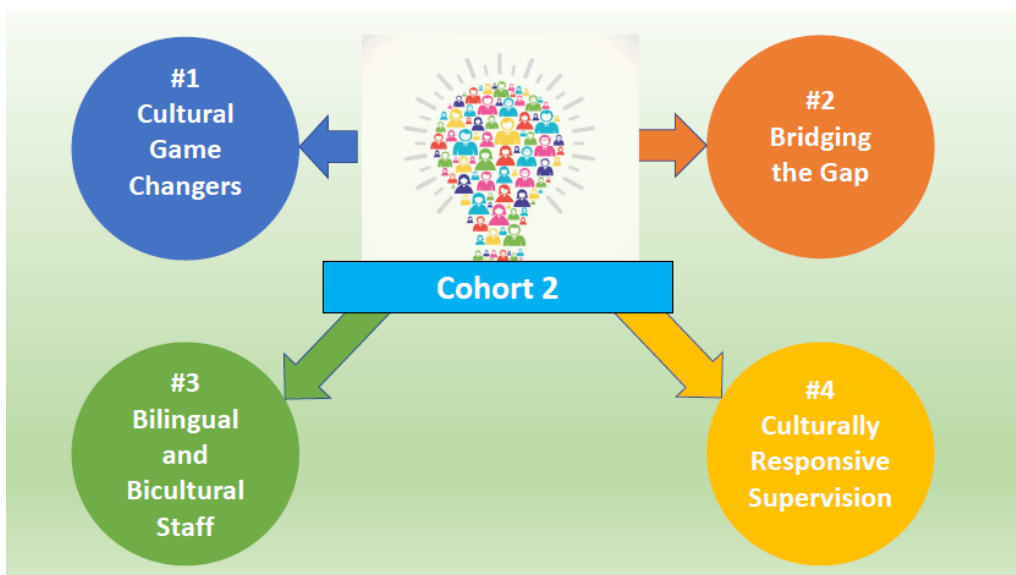 #1
Cultural
Game
Changers
#2
Bridging
the Gap
Cohort 2
#3
Bilingual
and
Bicultural
Staff
#4
Culturally
Responsive
Supervision